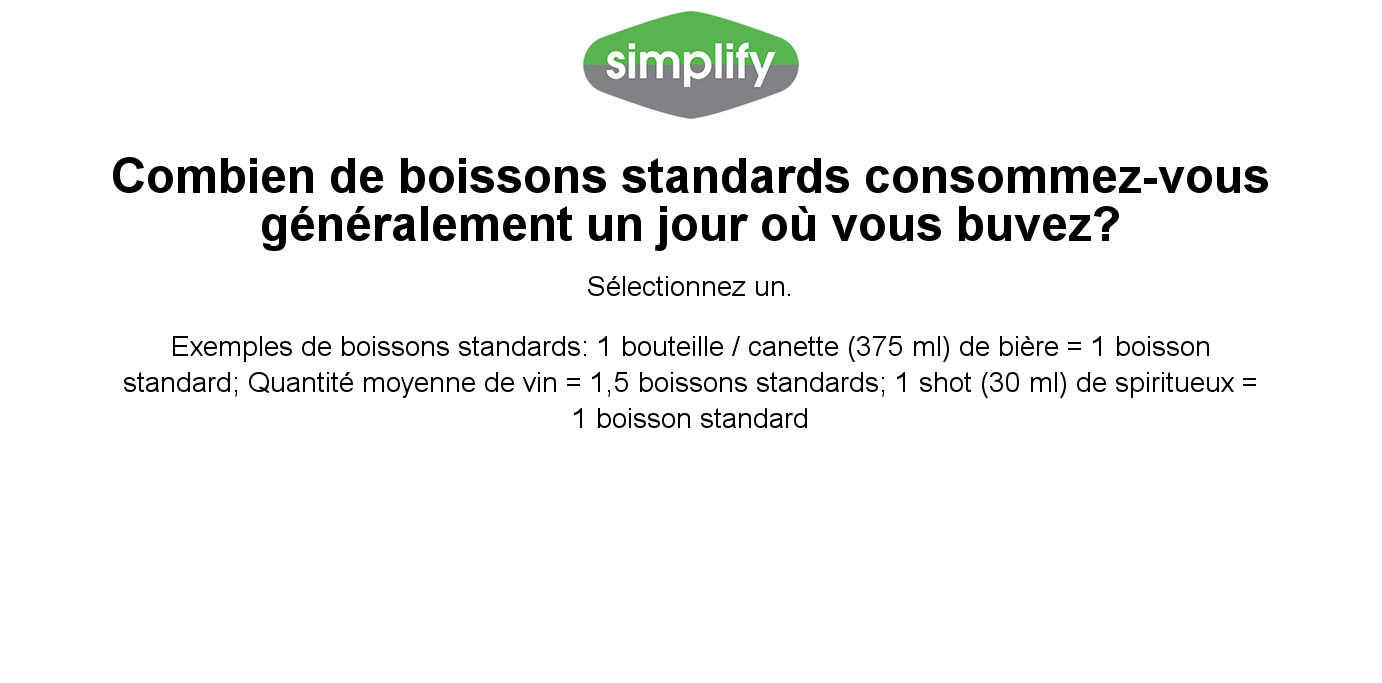 simplify
Combien de boissons standards consommez-vous
généralement un jour où vous buvez?
Sélectionnez un.
Exemples de boissons standards: 1 bouteille / canette (375 ml) de bière = 1 boisson
standard; Quantité moyenne de vin = 1,5 boissons standards; 1 shot (30 ml) de spiritueux =
1 boisson standard